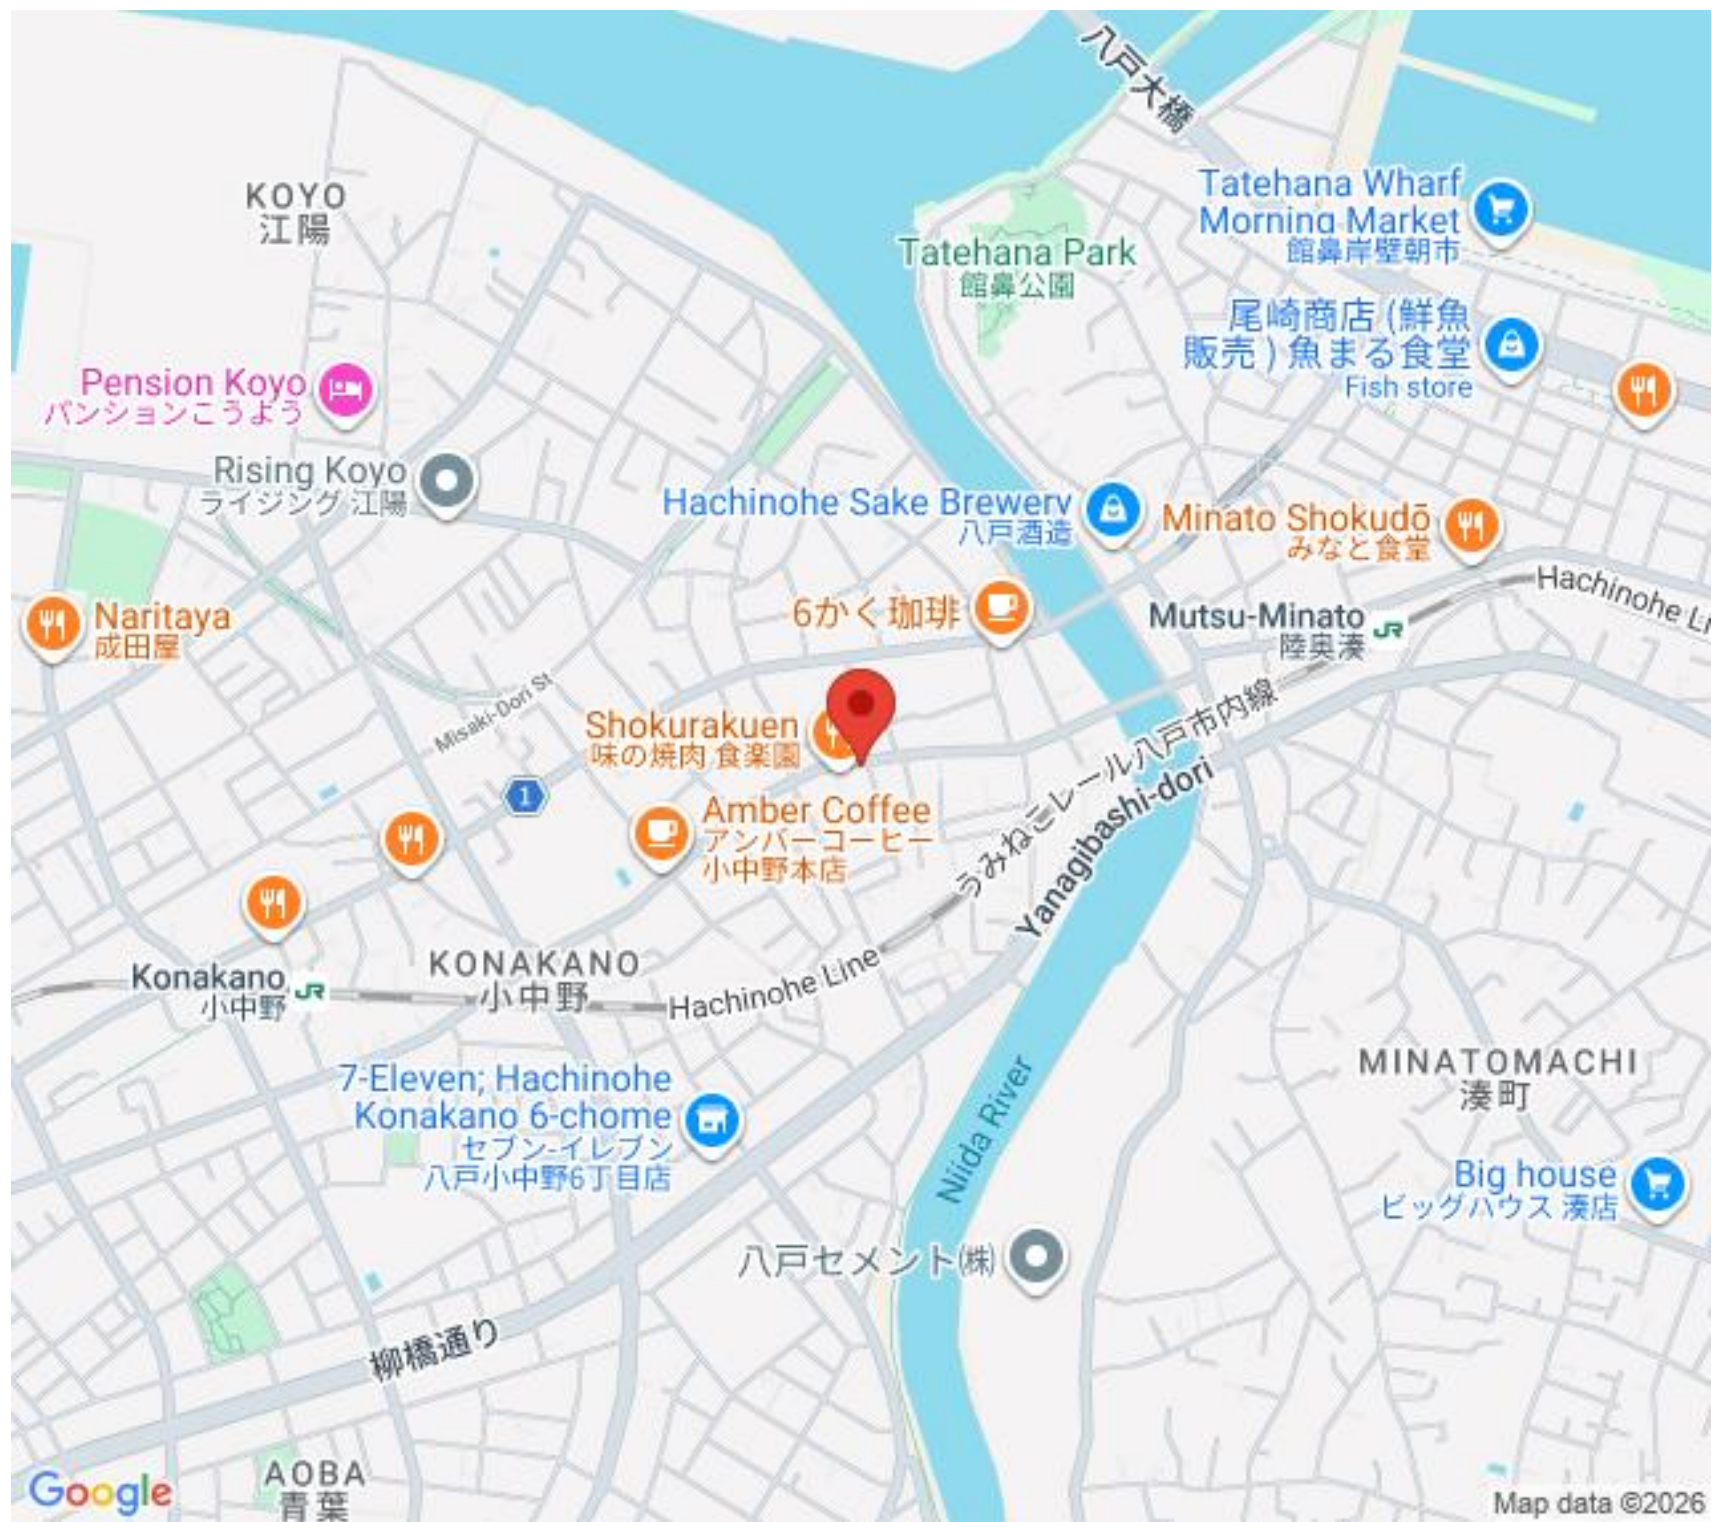 八戸大橋
KOYO
江陽
Tatehana Wharf
Morning Market
館鼻岸壁朝市
Tatehana Park
館鼻公園
尾崎商店 (鮮魚
販売 ) 魚まる食堂
Fish store
Pension Koyo
パンションこうよう
Rising Koyo
ライジング 江陽
Hachinohe Sake Brewery
八戸酒造
Minato Shokudō
みなと食堂
Hachinohe Li
Naritaya
成田屋
6かく珈琲
Mutsu-Minato
陸奥湊
JR
Misaki-Dori St
Shokurakuen
味の焼肉 食楽園
うみねこレール八戸市内線
1
Amber Coffee
アンバーコーヒー
小中野本店
Yanagibashi-dori
KONAKANO
小中野
Konakano
小中野
JR
Hachinohe Line
7-Eleven; Hachinohe
Konakano 6-chome
セブン-イレブン
八戸小中野6丁目店
Niida River
MINATOMACHI
湊町
Big house
ビッグハウス 湊店
八戸セメント㈱
柳橋通り
AOBA
青葉
Google
Map data ©2026